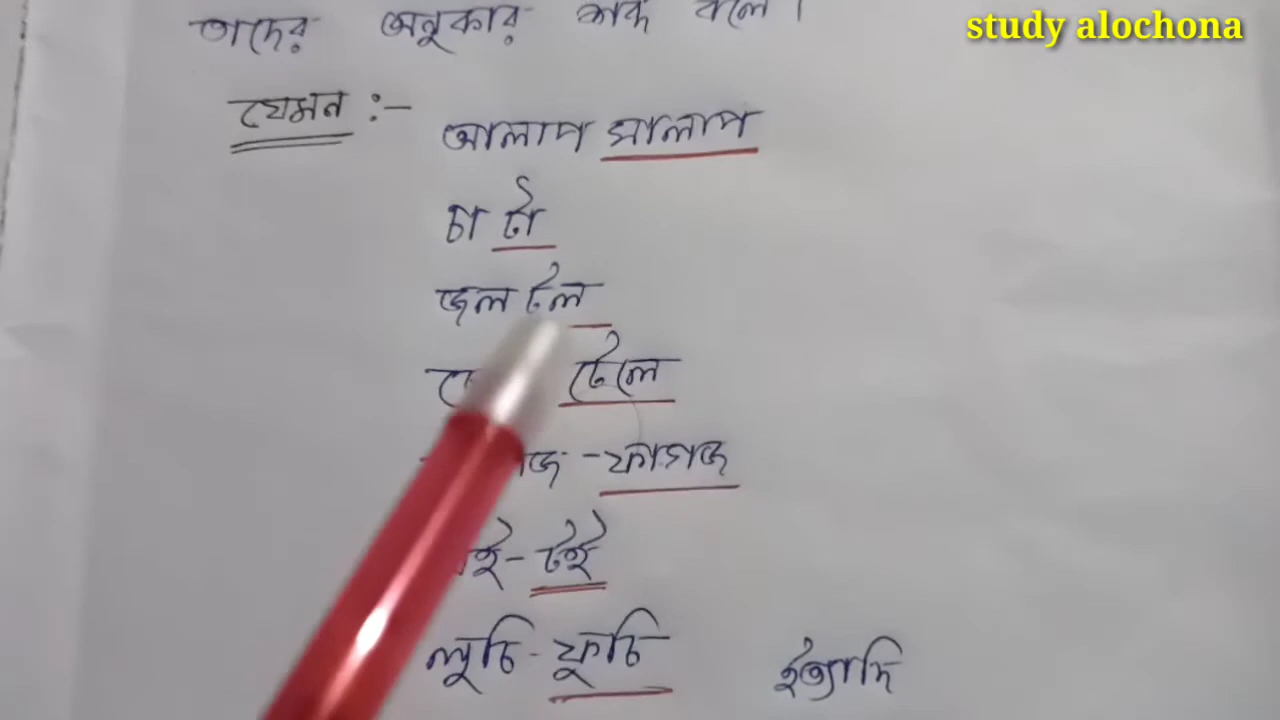 তাদের অনুকার শব্দ বলে।
study alochona
যেমন :-
আলাপ সালাপ
চা টা
জল টল
টেলে
-ফাগজ
টই
লুচি - ফুচি ইত্যাদি